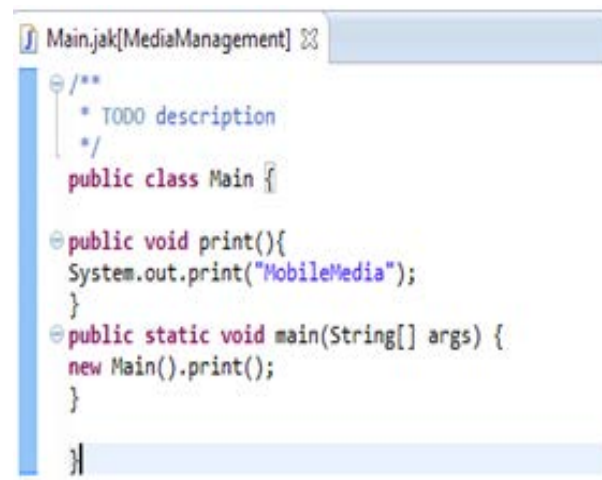 Main.jak[MediaManagement]
/**
* TODO description
*/
public class Main {
public void print(){
System.out.print("MobileMedia");
}
public static void main(String[] args) {
new Main().print();
}
}